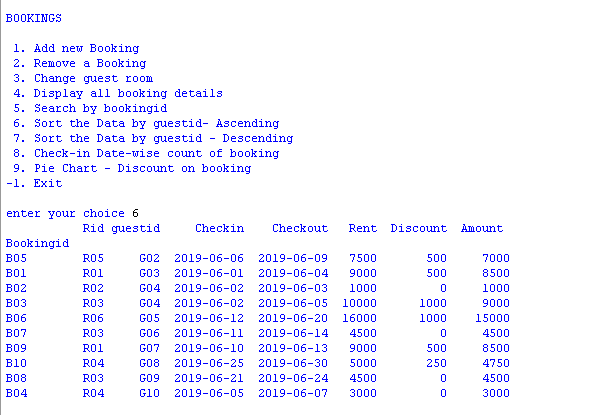 BOOKINGS
1. Add new Booking
2. Remove a Booking
3. Change guest room
4. Display all booking details
5. Search by bookingid
6. Sort the Data by guestid- Ascending
7. Sort the Data by guestid - Descending
8. Check-in Date-wise count of booking
9. Pie Chart - Discount on booking
-1. Exit
enter your choice 6
Rid guestid Checkin Checkout Rent Discount Amount
Bookingid
B05 R05 G02 2019-06-06 2019-06-09 7500 500 7000
B01 R01 G03 2019-06-01 2019-06-04 9000 500 8500
B02 R02 G04 2019-06-02 2019-06-03 1000 0 1000
B03 R03 G04 2019-06-02 2019-06-05 10000 1000 9000
B06 R06 G05 2019-06-12 2019-06-20 16000 1000 15000
B07 R03 G06 2019-06-11 2019-06-14 4500 0 4500
B09 R01 G07 2019-06-10 2019-06-13 9000 500 8500
B10 R04 G08 2019-06-25 2019-06-30 5000 250 4750
B08 R03 G09 2019-06-21 2019-06-24 4500 0 4500
B04 R04 G10 2019-06-05 2019-06-07 3000 0 3000